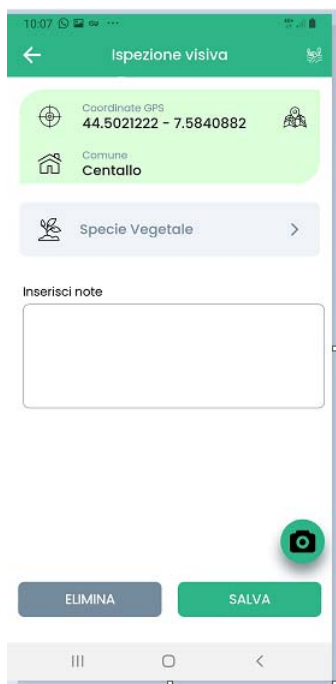 10:07
Ispezione visiva
Coordinate GPS
44.5021222 - 7.5840882
Comune
Centallo
Specie Vegetale
Inserisci note
ELIMINA
SALVA